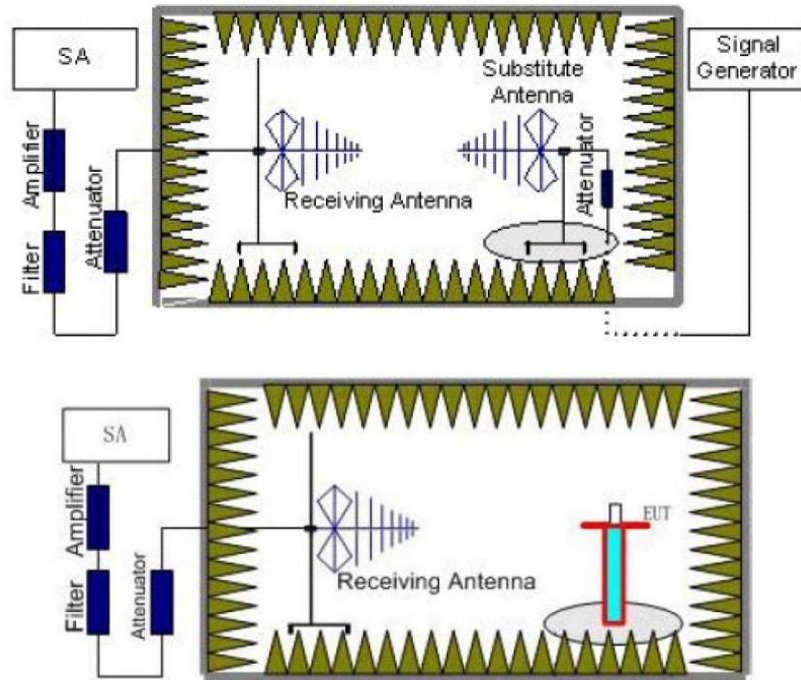 SA
Signal
Generator
Substitute
Antenna
Amplifier
Attenuator
Filter
Receiving Antenna
Attenuator
SA
Amplifier
Filter
Attenuator
Receiving Antenna
EUT